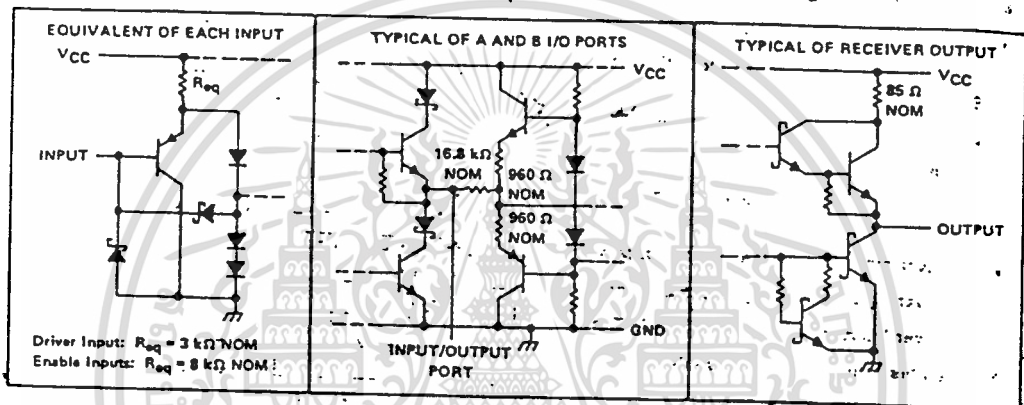 EQUIVALENT OF EACH INPUT
VCC
Req
INPUT
Driver Input: Req = 3 kΩ NOM
Enable Inputs: Req = 8 kΩ NOM
TYPICAL OF A AND B I/O PORTS
VCC
16.8 kΩ
NOM
960 Ω
NOM
960 Ω
NOM
GND
INPUT/OUTPUT
PORT
TYPICAL OF RECEIVER OUTPUT
VCC
85 Ω
NOM
OUTPUT